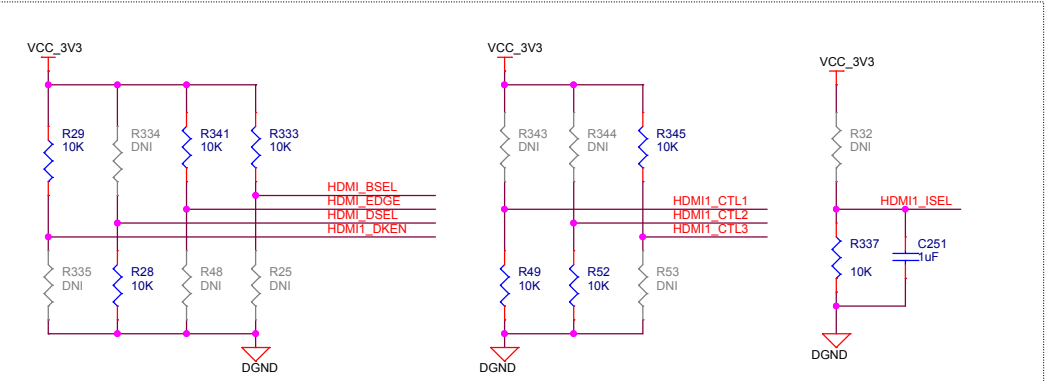 VCC_3V3
R29
10K
R334
DNI
R341
10K
R333
10K
HDMI_BSEL
HDMI_EDGE
HDMI_DSEL
HDMI1_DKEN
R335
DNI
R28
10K
R48
DNI
R25
DNI
DGND
VCC_3V3
R343
DNI
R344
DNI
R345
10K
HDMI1_CTL1
HDMI1_CTL2
HDMI1_CTL3
R49
10K
R52
10K
R53
DNI
DGND
VCC_3V3
R32
DNI
HDMI1_ISEL
R337
10K
C251
1uF
DGND